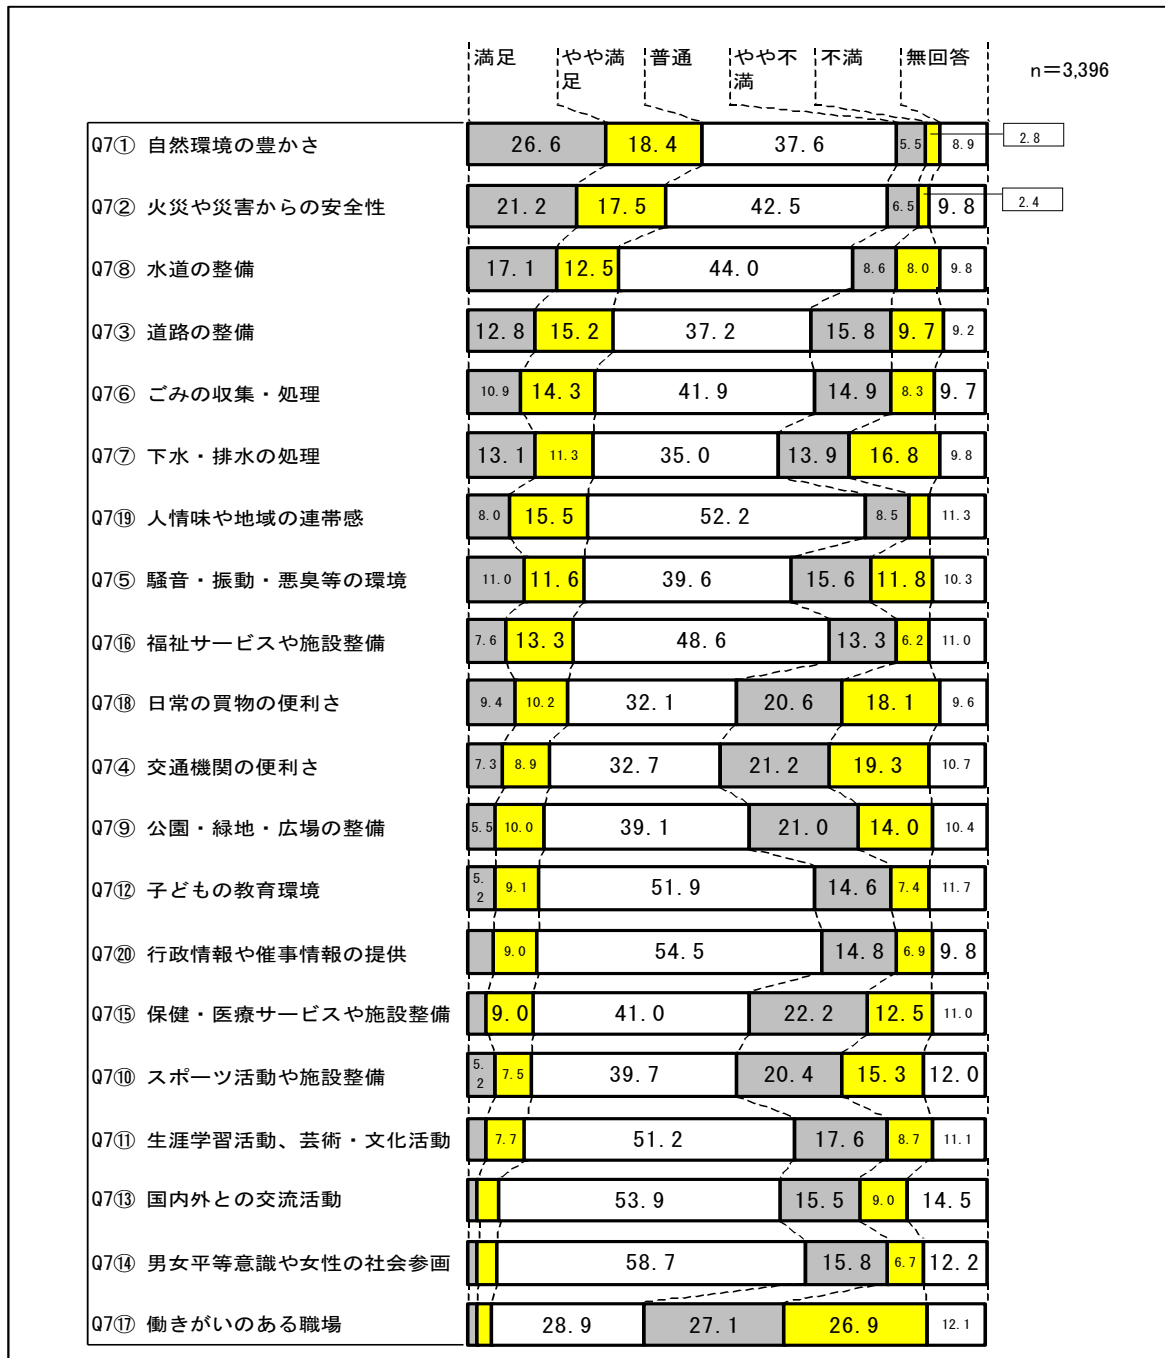 満足 やや満足 普通 やや不満 不満 無回答
n＝3,396
Q7① 自然環境の豊かさ 26.6 18.4 37.6 5.5 2.8 8.9
Q7② 火災や災害からの安全性 21.2 17.5 42.5 6.5 2.4 9.8
Q7⑧ 水道の整備 17.1 12.5 44.0 8.6 8.0 9.8
Q7③ 道路の整備 12.8 15.2 37.2 15.8 9.7 9.2
Q7⑥ ごみの収集・処理 10.9 14.3 41.9 14.9 8.3 9.7
Q7⑦ 下水・排水の処理 13.1 11.3 35.0 13.9 16.8 9.8
Q7⑲ 人情味や地域の連帯感 8.0 15.5 52.2 8.5 11.3
Q7⑤ 騒音・振動・悪臭等の環境 11.0 11.6 39.6 15.6 11.8 10.3
Q7⑯ 福祉サービスや施設整備 7.6 13.3 48.6 13.3 6.2 11.0
Q7⑱ 日常の買物の便利さ 9.4 10.2 32.1 20.6 18.1 9.6
Q7④ 交通機関の便利さ 7.3 8.9 32.7 21.2 19.3 10.7
Q7⑨ 公園・緑地・広場の整備 5.5 10.0 39.1 21.0 14.0 10.4
Q7⑫ 子どもの教育環境 5.2 9.1 51.9 14.6 7.4 11.7
Q7⑳ 行政情報や催事情報の提供 9.0 54.5 14.8 6.9 9.8
Q7⑮ 保健・医療サービスや施設整備 9.0 41.0 22.2 12.5 11.0
Q7⑩ スポーツ活動や施設整備 5.2 7.5 39.7 20.4 15.3 12.0
Q7⑪ 生涯学習活動、芸術・文化活動 7.7 51.2 17.6 8.7 11.1
Q7⑬ 国内外との交流活動 53.9 15.5 9.0 14.5
Q7⑭ 男女平等意識や女性の社会参画 58.7 15.8 6.7 12.2
Q7⑰ 働きがいのある職場 28.9 27.1 26.9 12.1